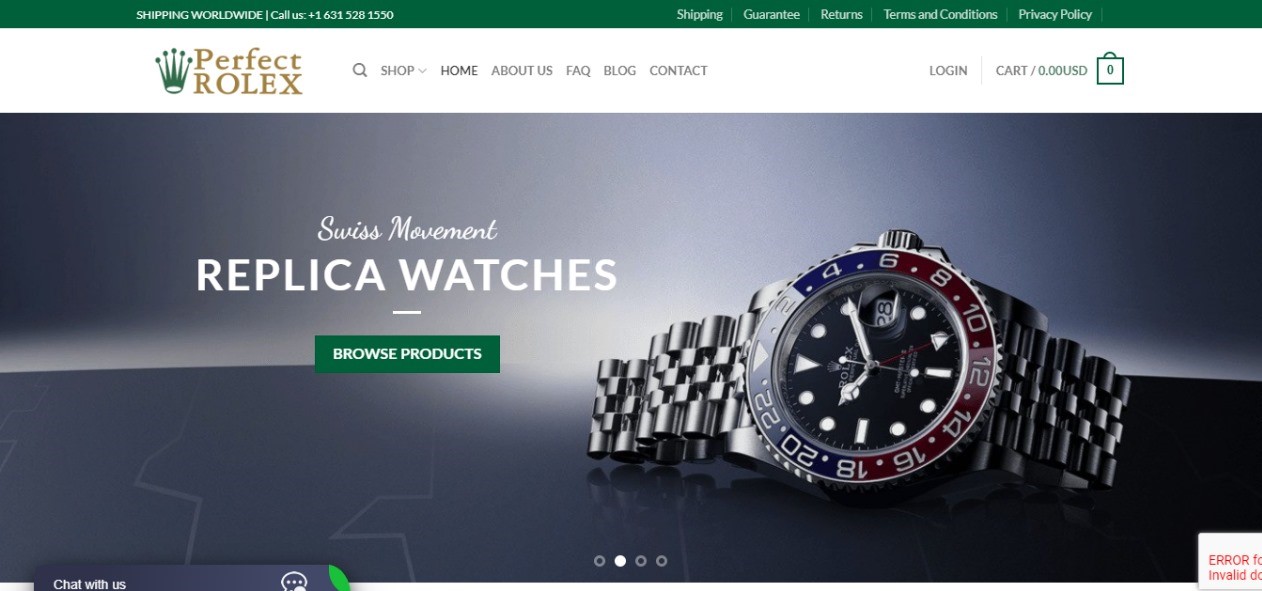 SHIPPING WORLDWIDE | Call us: +1 631 528 1550
Shipping Guarantee Returns Terms and Conditions Privacy Policy
Perfect
ROLEX
SHOP HOME ABOUT US FAQ BLOG CONTACT
LOGIN CART / 0.00USD 0
Swiss Movement
REPLICA WATCHES
BROWSE PRODUCTS
4 6 8 10 12 14 16 18 20 22 2
28
ROLEX
Chat with us
ERROR fo
Invalid do